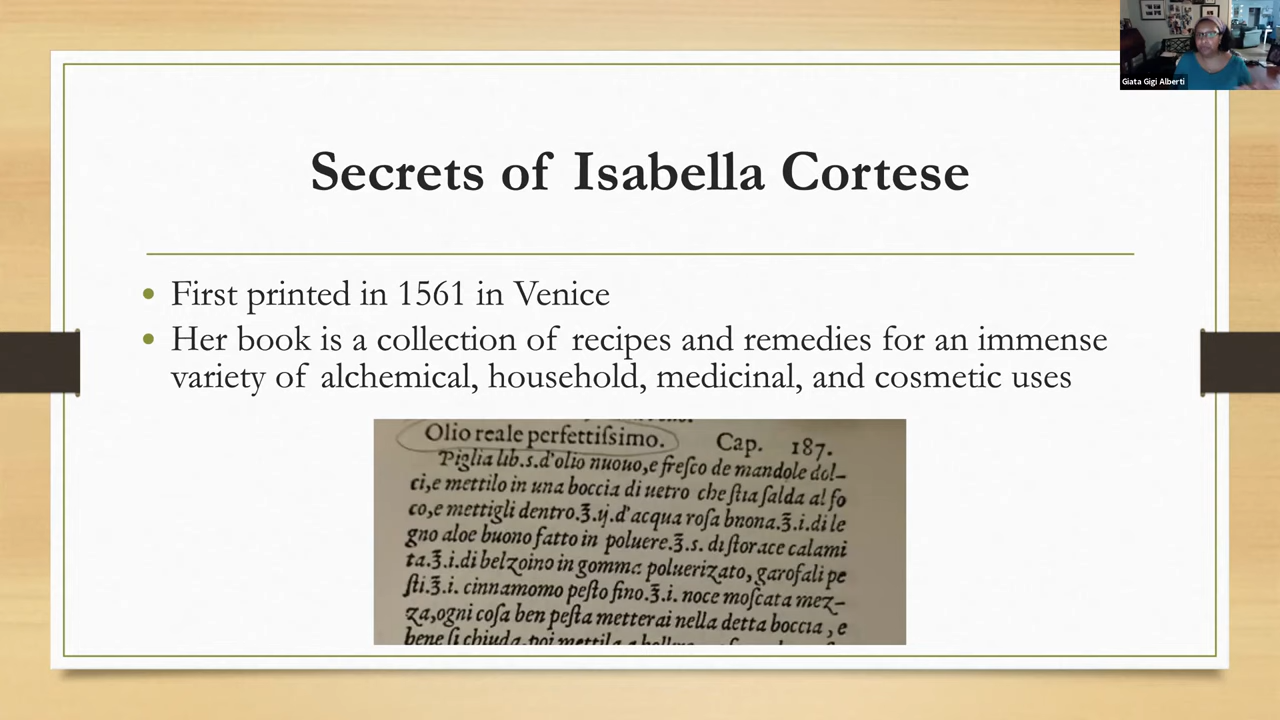 Giata Gigi Alberti
Secrets of Isabella Cortese
• First printed in 1561 in Venice
• Her book is a collection of recipes and remedies for an immense
variety of alchemical, household, medicinal, and cosmetic uses
Olio reale perfettiſsimo. Cap. 187.
Piglia lib.s.d'olio nuouo,e freſco de mandole dol-
ci,e mettilo in una boccia di uetro che ſtia ſalda al fo
co,e mettigli dentro.℥.ij.d'acqua roſa bnona.℥.i.di le
gno aloe buono fatto in poluere.℥.s. di ſtorace calami
ta.℥.i.di belzoino in gomma poluerizato, garofali pe
ſti.℥.i. cinnamomo peſto fino.℥.i. noce moſcata mez-
za,ogni coſa ben peſta metterai nella detta boccia, e
bene ſi chiuda,poi mettila a